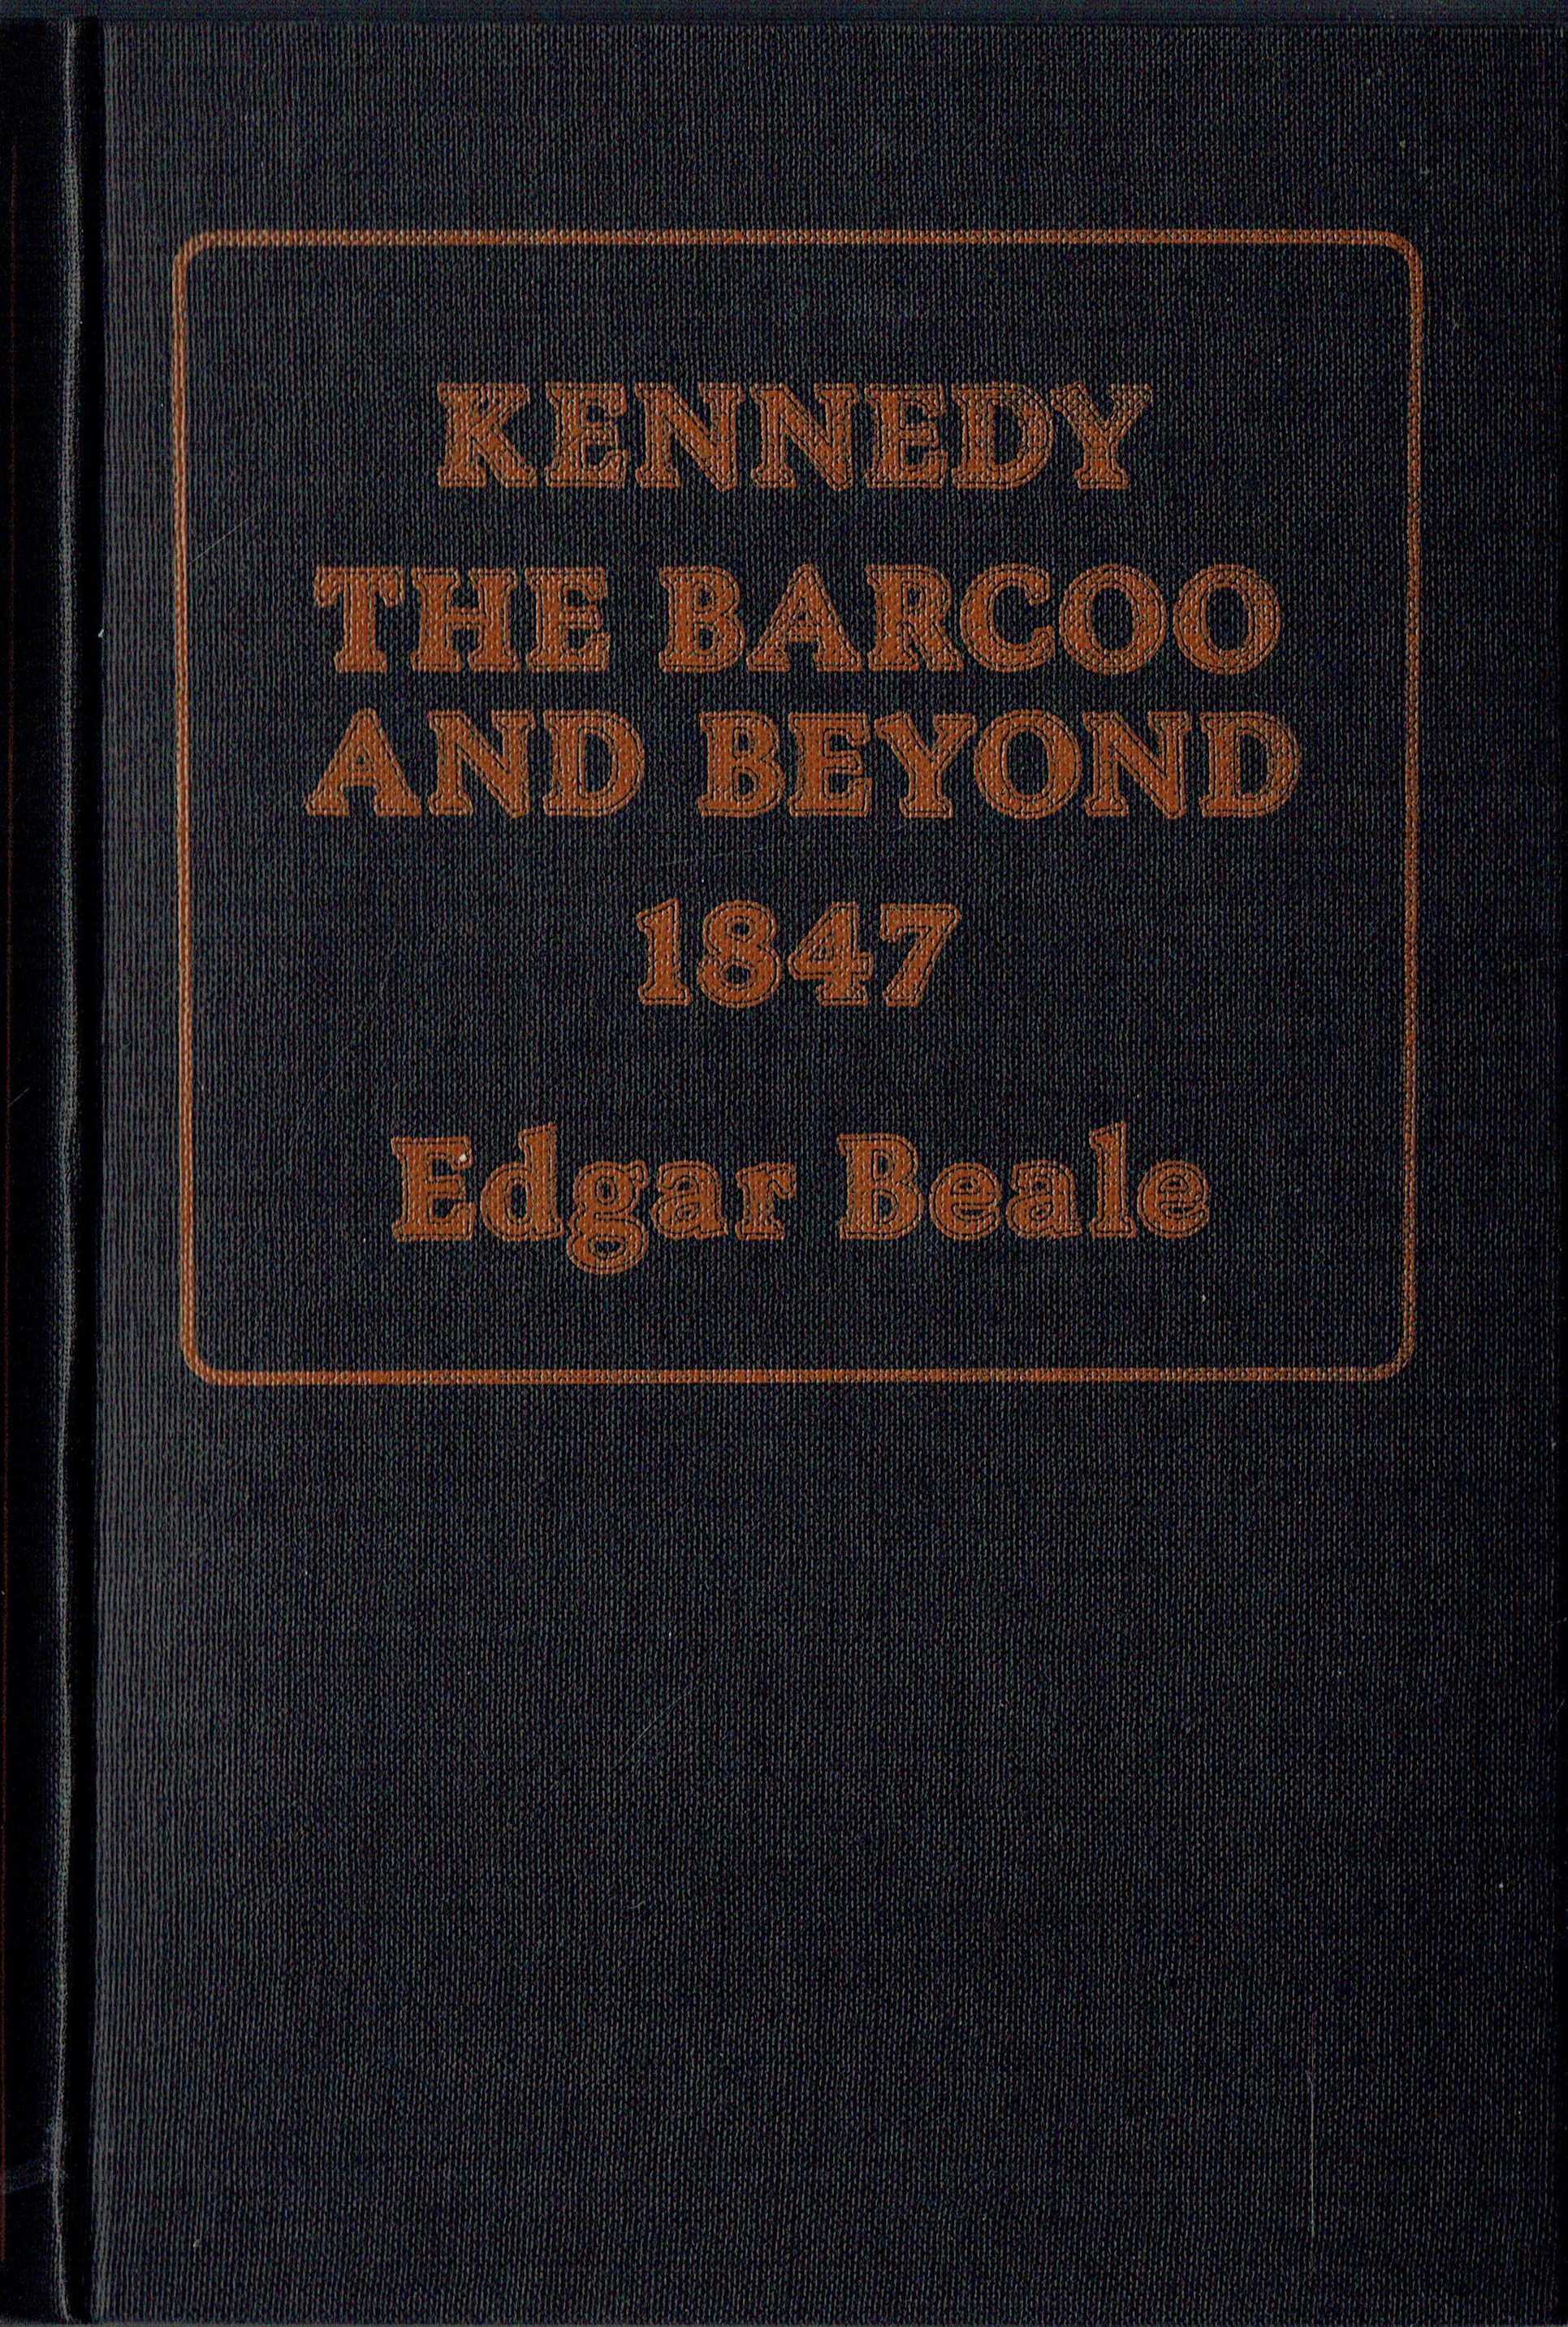 KENNEDY
THE BARCOO
AND BEYOND
1847
Edgar Beale